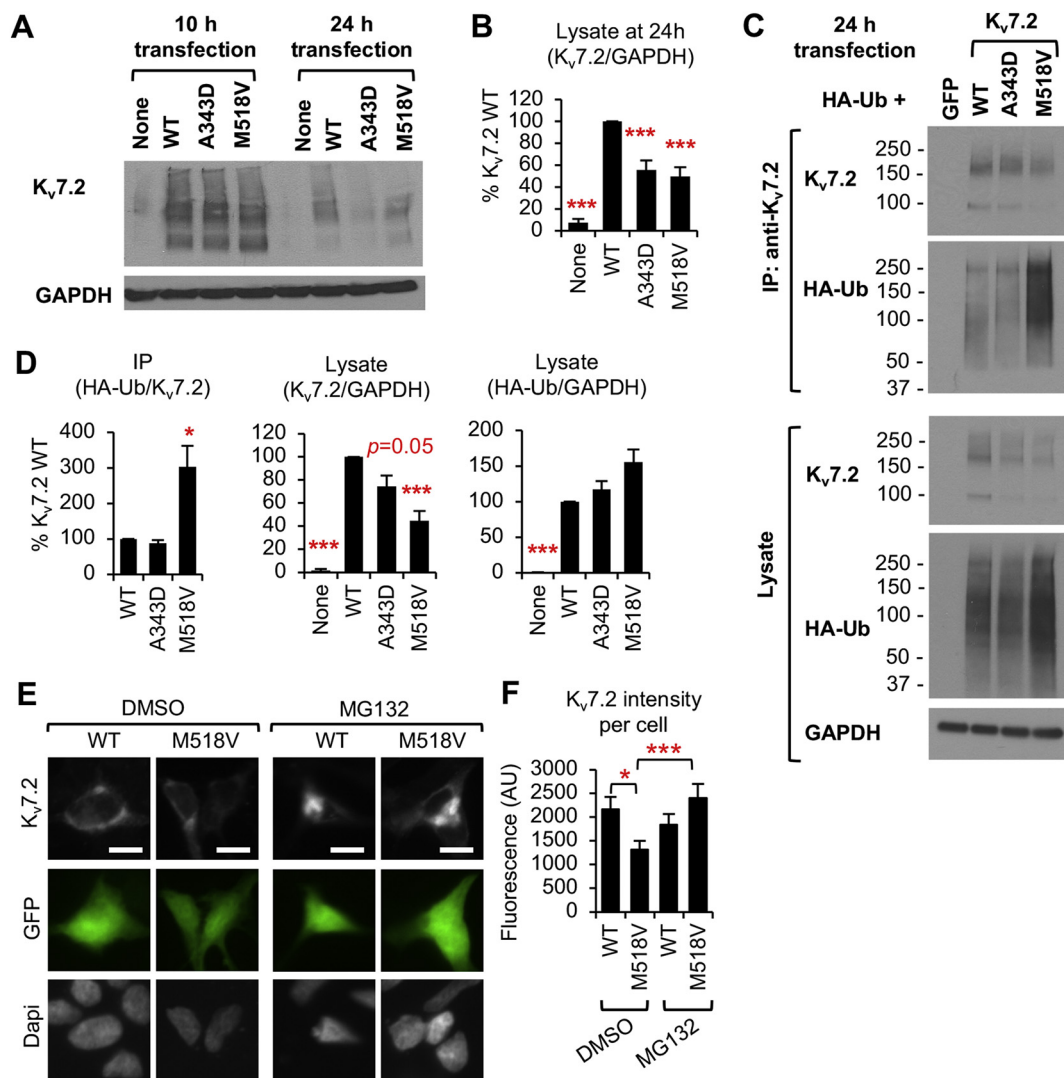 A
10 h
transfection
24 h
transfection
None
WT
A343D
M518V
None
WT
A343D
M518V
Kv7.2
GAPDH
B
Lysate at 24h
(Kv7.2/GAPDH)
% Kv7.2 WT
120
100
80
60
40
20
0
***
***
***
None
WT
A343D
M518V
C
24 h
transfection
Kv7.2
HA-Ub +
GFP
WT
A343D
M518V
IP: anti-Kv7.2
Kv7.2
250 -
150 -
100 -
HA-Ub
250 -
150 -
100 -
50 -
37 -
Lysate
Kv7.2
250 -
150 -
100 -
HA-Ub
250 -
150 -
100 -
50 -
37 -
GAPDH
D
IP
(HA-Ub/Kv7.2)
% Kv7.2 WT
400
300
200
100
0
*
WT
A343D
M518V
Lysate
(Kv7.2/GAPDH)
120
100
80
60
40
20
0
p=0.05
***
***
None
WT
A343D
M518V
Lysate
(HA-Ub/GAPDH)
200
150
100
50
0
***
None
WT
A343D
M518V
E
DMSO
MG132
WT
M518V
WT
M518V
Kv7.2
GFP
Dapi
F
Kv7.2 intensity
per cell
Fluorescence (AU)
3000
2500
2000
1500
1000
500
0
*
***
WT
M518V
WT
M518V
DMSO
MG132